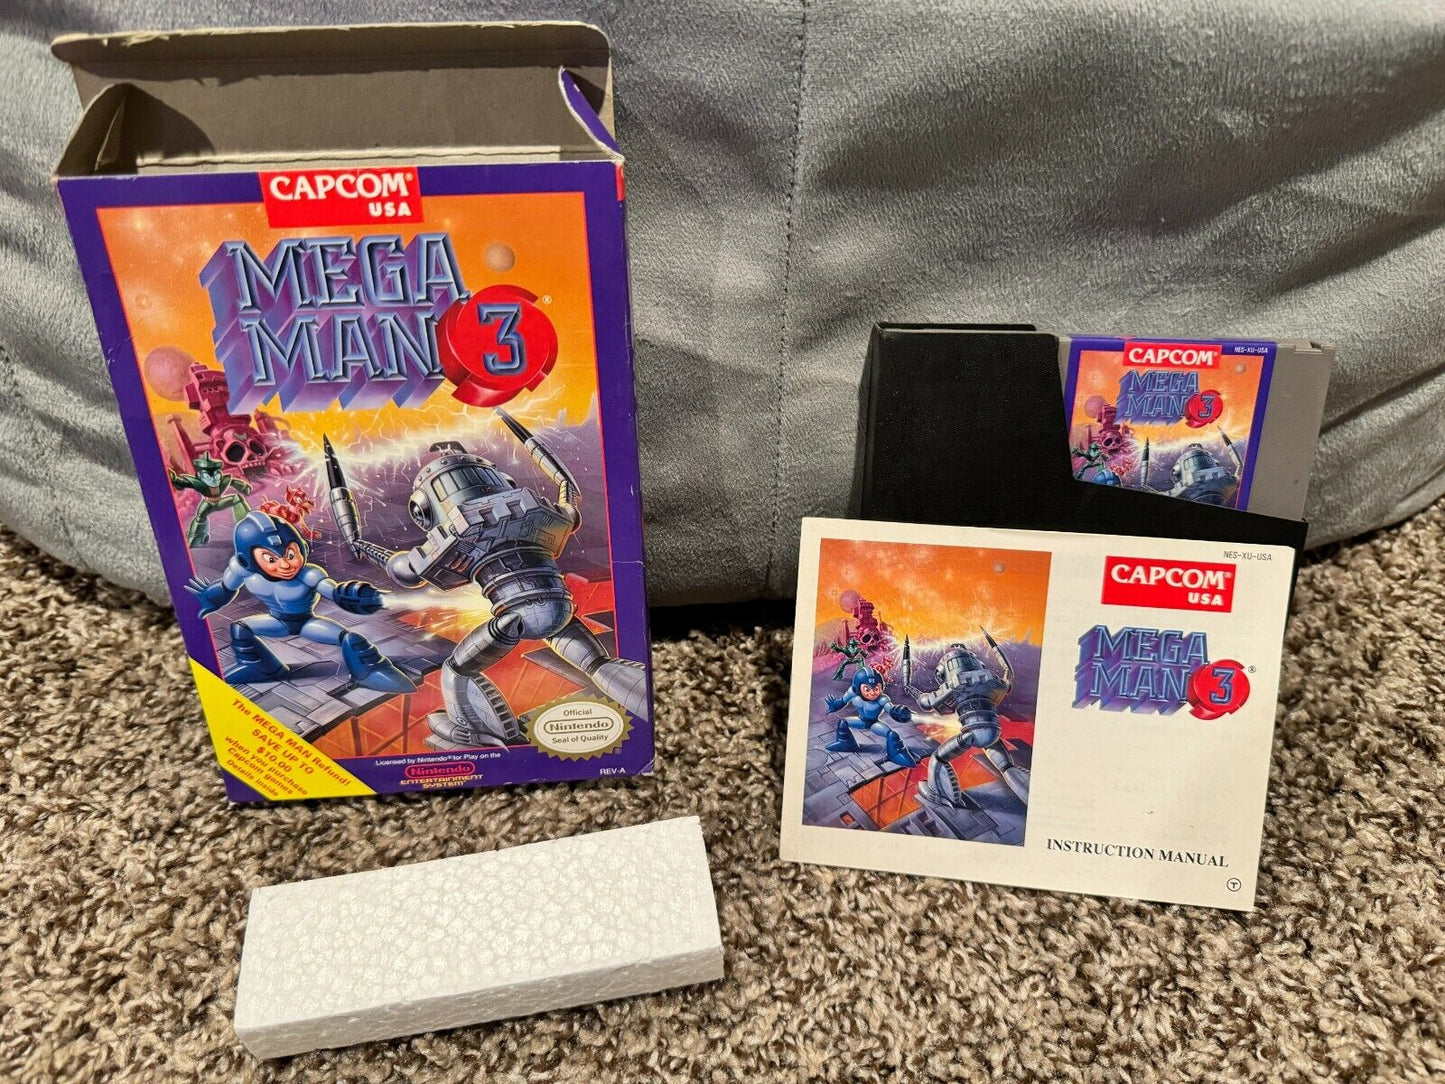 CAPCOM®
USA
MEGA
MAN 3 ®
The MEGA MAN Refund!
SAVE UP TO
$10.00
when you purchase
Capcom games
Details inside
Licensed by Nintendo® for Play on the
Nintendo
ENTERTAINMENT
SYSTEM
Official
Nintendo
Seal of Quality
REV-A
CAPCOM®
NES-XU-USA
MEGA
MAN 3
NES-XU-USA
CAPCOM®
USA
MEGA
MAN 3 ®
INSTRUCTION MANUAL
T